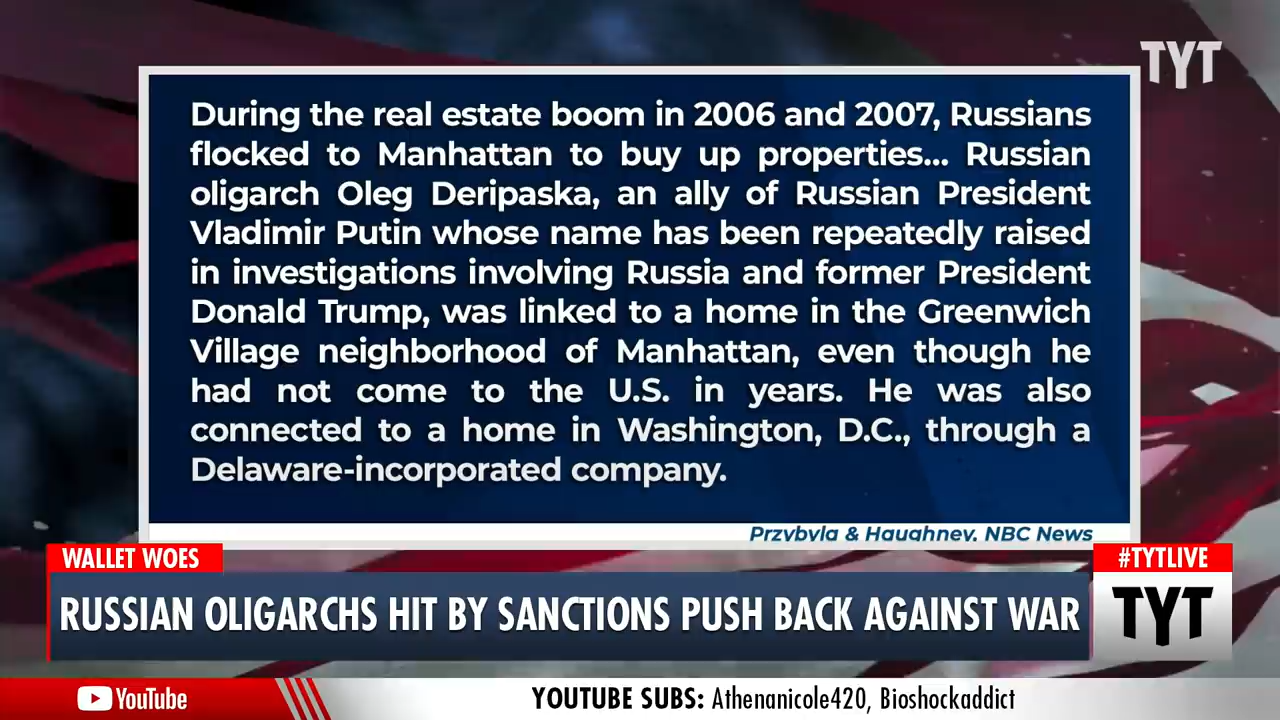 TYT
During the real estate boom in 2006 and 2007, Russians
flocked to Manhattan to buy up properties... Russian
oligarch Oleg Deripaska, an ally of Russian President
Vladimir Putin whose name has been repeatedly raised
in investigations involving Russia and former President
Donald Trump, was linked to a home in the Greenwich
Village neighborhood of Manhattan, even though he
had not come to the U.S. in years. He was also
connected to a home in Washington, D.C., through a
Delaware-incorporated company.
Przybyla & Haughney, NBC News
WALLET WOES
#TYTLIVE
RUSSIAN OLIGARCHS HIT BY SANCTIONS PUSH BACK AGAINST WAR
TYT
YouTube
YOUTUBE SUBS: Athenanicole420, Bioshockaddict